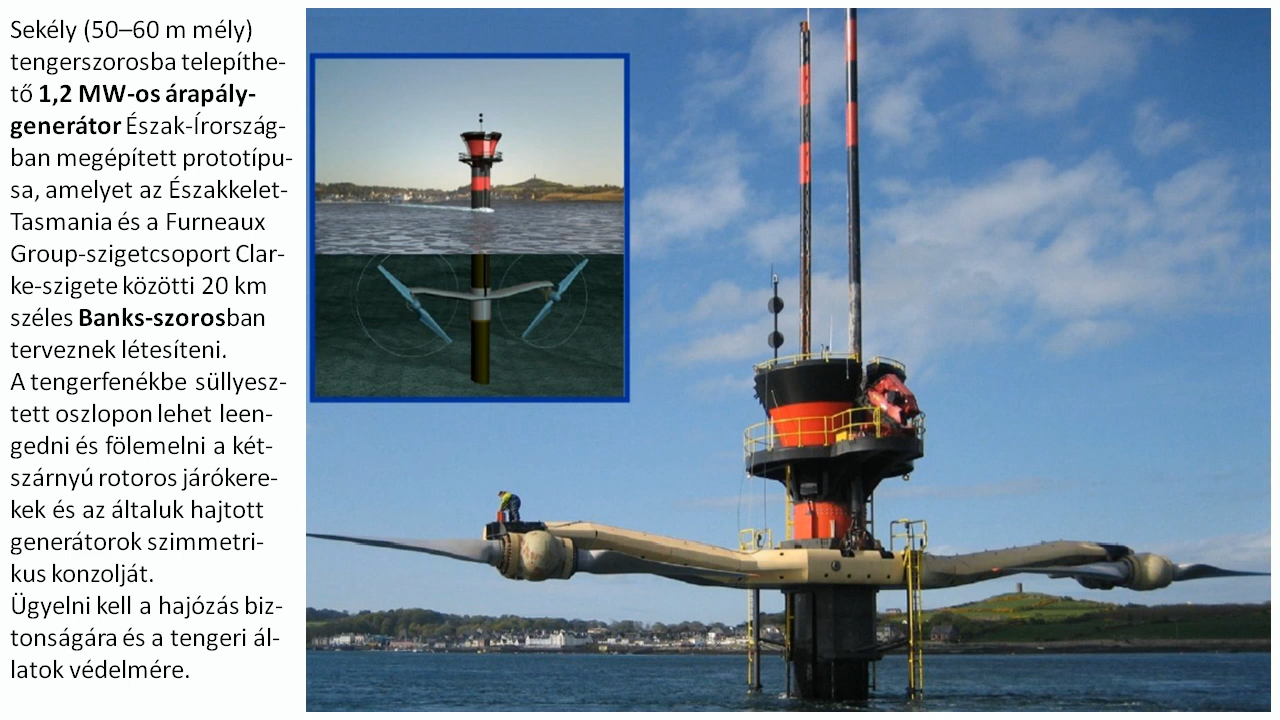 Sekély (50–60 m mély)
tengerszorosba telepíthe-
tő 1,2 MW-os árapály-
generátor Észak-Írország-
ban megépített prototípu-
sa, amelyet az Északkelet-
Tasmania és a Furneaux
Group-szigetcsoport Clar-
ke-szigete közötti 20 km
széles Banks-szorosban
terveznek létesíteni.
A tengerfenékbe süllyesz-
tett oszlopon lehet leen-
gedni és fölemelni a két-
szárnyú rotoros járókere-
kek és az általuk hajtott
generátorok szimmetri-
kus konzolját.
Ügyelni kell a hajózás biz-
tonságára és a tengeri ál-
latok védelmére.